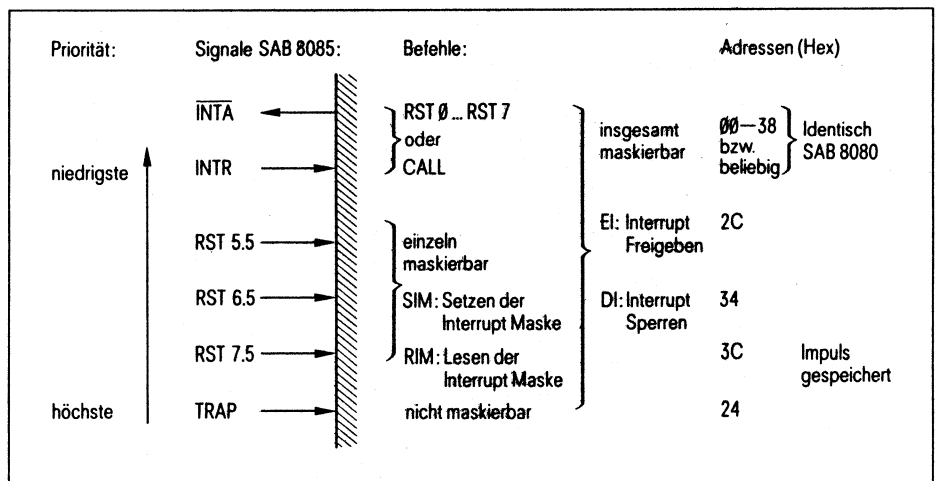 Priorität: Signale SAB 8085: Befehle: Adressen (Hex)
INTA RST 0 ... RST 7
oder
CALL
insgesamt
maskierbar
00—38
bzw.
beliebig
Identisch
SAB 8080
niedrigste INTR
RST 5.5 einzeln
maskierbar
EI: Interrupt
Freigeben
2C
RST 6.5 SIM: Setzen der
Interrupt Maske
DI: Interrupt
Sperren
34
RST 7.5 RIM: Lesen der
Interrupt Maske
3C Impuls
gespeichert
höchste TRAP nicht maskierbar 24